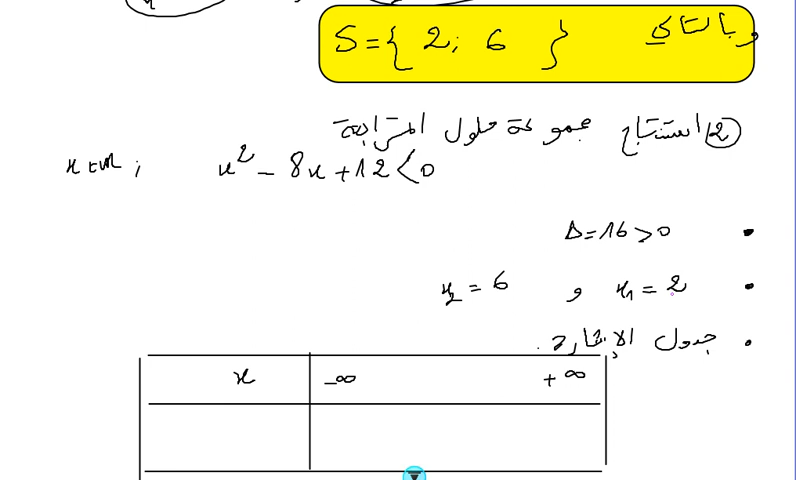 وبالتالي S = { 2 ; 6 }
② استنتاج مجموعة حلول المتراجحة
x ∈ ℝ ; x² - 8x + 12 < 0
• Δ = 16 > 0
• x₁ = 2 و x₂ = 6
• جدول الإشارة.
x -∞ +∞